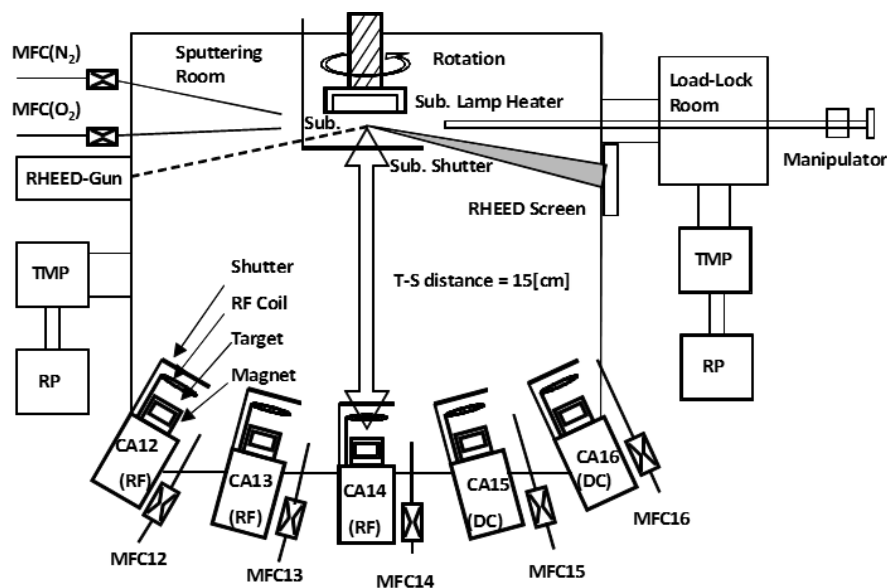 MFC(N₂)
Sputtering
Room
Rotation
Load-Lock
Room
MFC(O₂)
Sub. Lamp Heater
Sub.
Manipulator
Sub. Shutter
RHEED-Gun
RHEED Screen
TMP
Shutter
T-S distance = 15[cm]
TMP
RF Coil
Target
RP
Magnet
RP
CA12
(RF)
CA13
(RF)
CA14
(RF)
CA15
(DC)
CA16
(DC)
MFC12
MFC13
MFC14
MFC15
MFC16